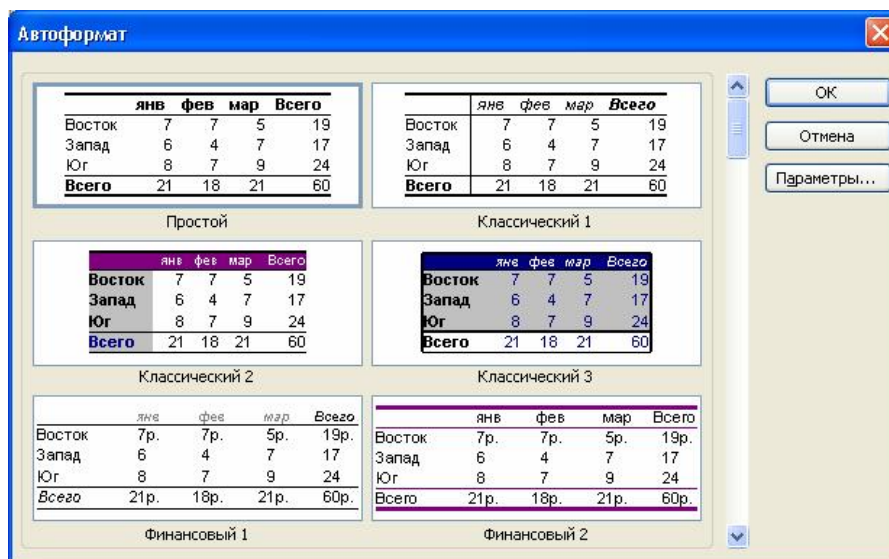 Автоформат
янв фев мар Всего
Восток 7 7 5 19
Запад 6 4 7 17
Юг 8 7 9 24
Всего 21 18 21 60
Простой
янв фев мар Всего
Восток 7 7 5 19
Запад 6 4 7 17
Юг 8 7 9 24
Всего 21 18 21 60
Классический 1
янв фев мар Всего
Восток 7 7 5 19
Запад 6 4 7 17
Юг 8 7 9 24
Всего 21 18 21 60
Классический 2
янв фев мар Всего
Восток 7 7 5 19
Запад 6 4 7 17
Юг 8 7 9 24
Всего 21 18 21 60
Классический 3
янв фев мар Всего
Восток 7р. 7р. 5р. 19р.
Запад 6 4 7 17
Юг 8 7 9 24
Всего 21р. 18р. 21р. 60р.
Финансовый 1
янв фев мар Всего
Восток 7р. 7р. 5р. 19р.
Запад 6 4 7 17
Юг 8 7 9 24
Всего 21р. 18р. 21р. 60р.
Финансовый 2
ОК
Отмена
Параметры...